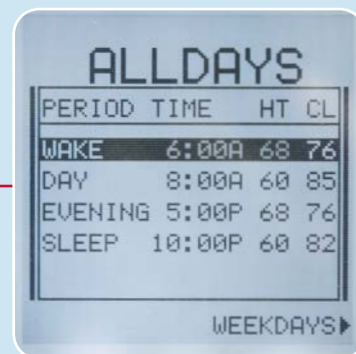 ALLDAYS
PERIOD TIME HT CL
WAKE 6:00A 68 76
DAY 8:00A 60 85
EVENING 5:00P 68 76
SLEEP 10:00P 60 82
WEEKDAYS